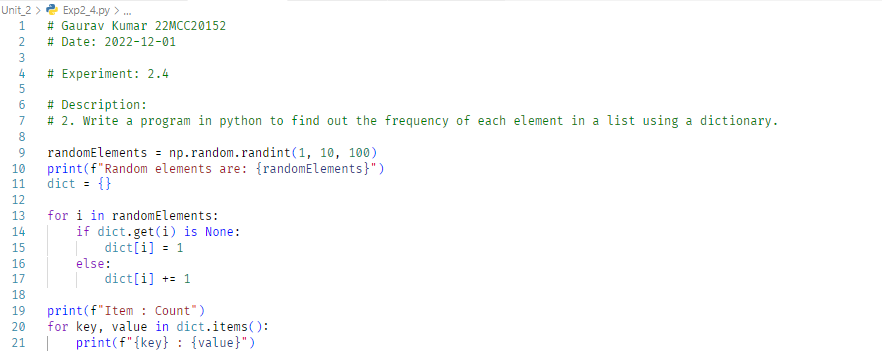 Unit_2 > Exp2_4.py > ...
1 # Gaurav Kumar 22MCC20152
2 # Date: 2022-12-01
3
4 # Experiment: 2.4
5
6 # Description:
7 # 2. Write a program in python to find out the frequency of each element in a list using a dictionary.
8
9 randomElements = np.random.randint(1, 10, 100)
10 print(f"Random elements are: {randomElements}")
11 dict = {}
12
13 for i in randomElements:
14     if dict.get(i) is None:
15         dict[i] = 1
16     else:
17         dict[i] += 1
18
19 print(f"Item : Count")
20 for key, value in dict.items():
21     print(f"{key} : {value}")